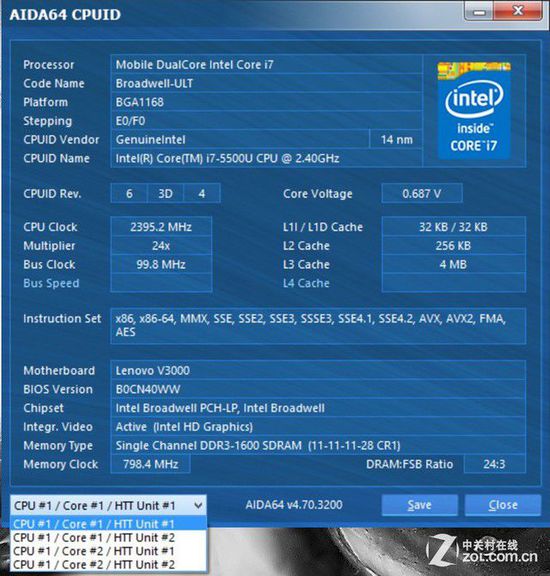 AIDA64 CPUID
Processor Mobile DualCore Intel Core i7
Code Name Broadwell-ULT
Platform BGA1168
Stepping E0/F0
CPUID Vendor GenuineIntel 14 nm
CPUID Name Intel(R) Core(TM) i7-5500U CPU @ 2.40GHz
intel
inside™
CORE™ i7
CPUID Rev. 6 3D 4 Core Voltage 0.687 V
CPU Clock 2395.2 MHz L1I / L1D Cache 32 KB / 32 KB
Multiplier 24x L2 Cache 256 KB
Bus Clock 99.8 MHz L3 Cache 4 MB
Bus Speed L4 Cache
Instruction Set x86, x86-64, MMX, SSE, SSE2, SSE3, SSSE3, SSE4.1, SSE4.2, AVX, AVX2, FMA,
AES
Motherboard Lenovo V3000
BIOS Version B0CN40WW
Chipset Intel Broadwell PCH-LP, Intel Broadwell
Integr. Video Active (Intel HD Graphics)
Memory Type Single Channel DDR3-1600 SDRAM (11-11-11-28 CR1)
Memory Clock 798.4 MHz DRAM:FSB Ratio 24:3
CPU #1 / Core #1 / HTT Unit #1 AIDA64 v4.70.3200 Save Close
CPU #1 / Core #1 / HTT Unit #1
CPU #1 / Core #1 / HTT Unit #2
CPU #1 / Core #2 / HTT Unit #1
CPU #1 / Core #2 / HTT Unit #2
Z 中关村在线
zol.com.cn